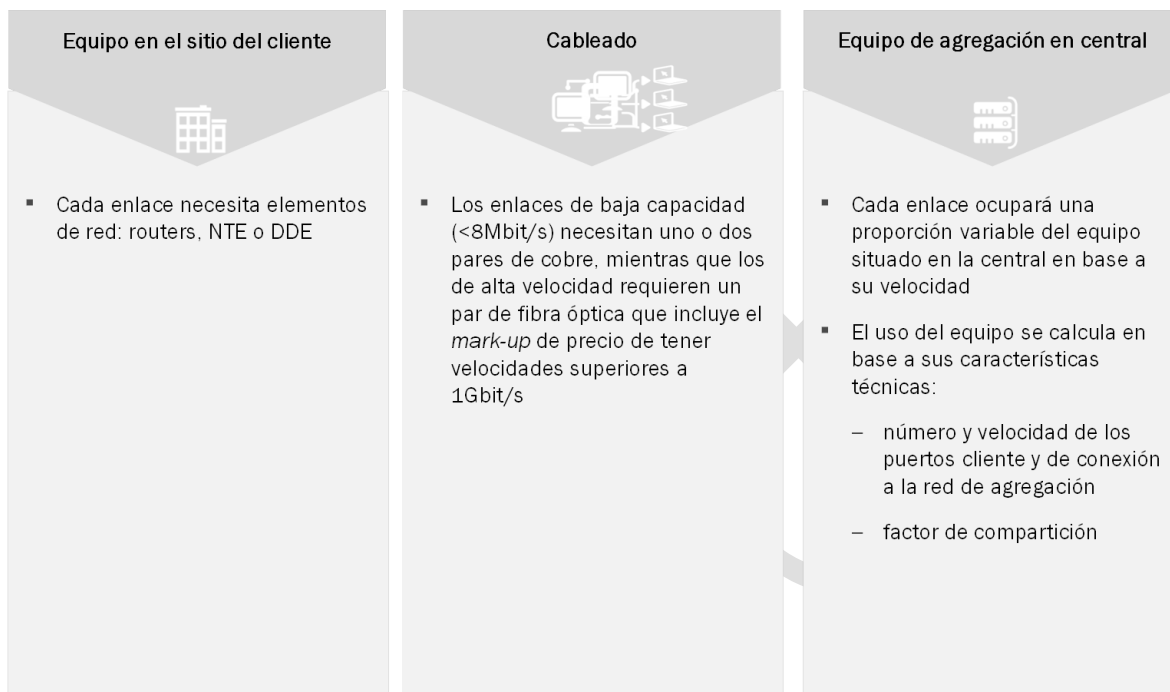 Equipo en el sitio del cliente
Cada enlace necesita elementos
de red: routers, NTE o DDE
Cableado
Los enlaces de baja capacidad
(<8Mbit/s) necesitan uno o dos
pares de cobre, mientras que los
de alta velocidad requieren un
par de fibra óptica que incluye el
mark-up de precio de tener
velocidades superiores a
1Gbit/s
Equipo de agregación en central
Cada enlace ocupará una
proporción variable del equipo
situado en la central en base a
su velocidad
El uso del equipo se calcula en
base a sus características
técnicas:
– número y velocidad de los
puertos cliente y de conexión
a la red de agregación
– factor de compartición